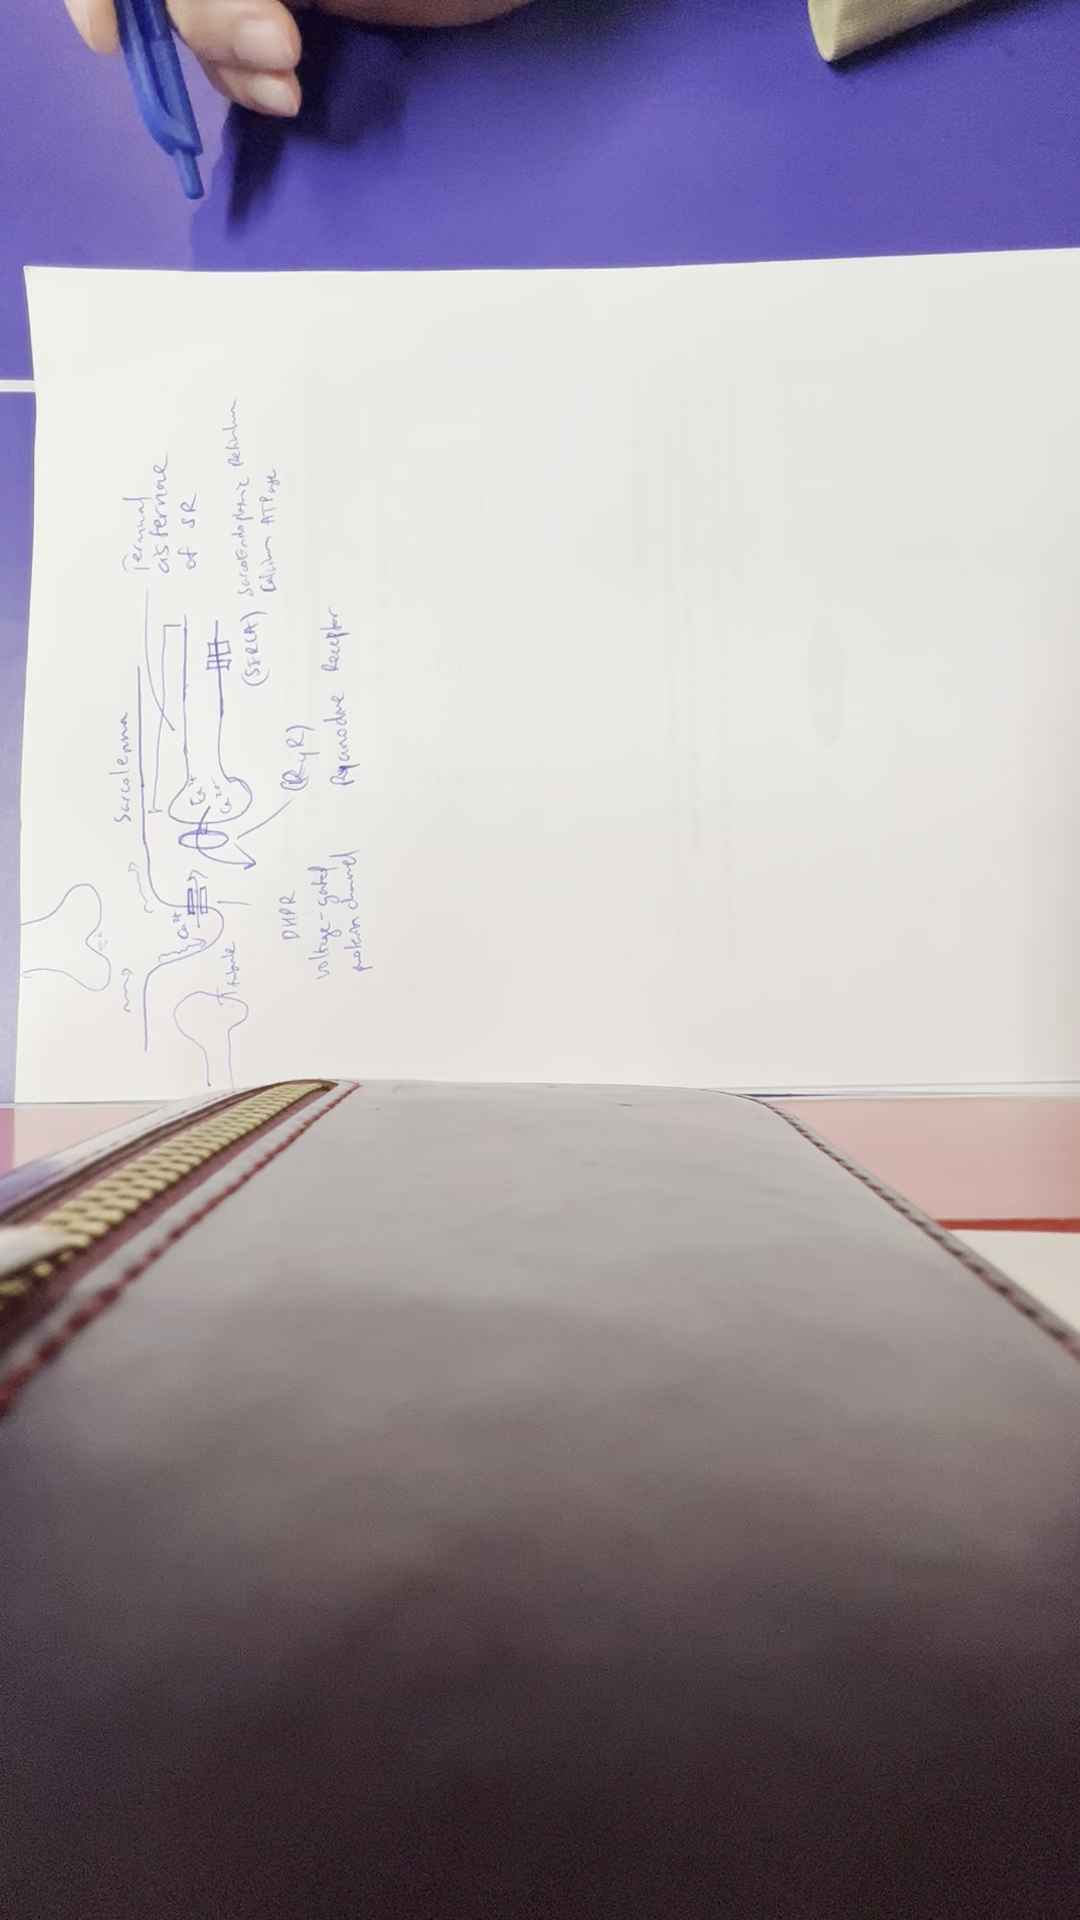 Sarcolemma
Terminal
cisternae
of SR
Ca²⁺
Ca²⁺
Ca²⁺
T tubule
(SERCA) Sarcoendoplasmic Reticulum
Calcium ATPase
DHPR
voltage-gated
protein channel
(RyR)
Ryanodine Receptor